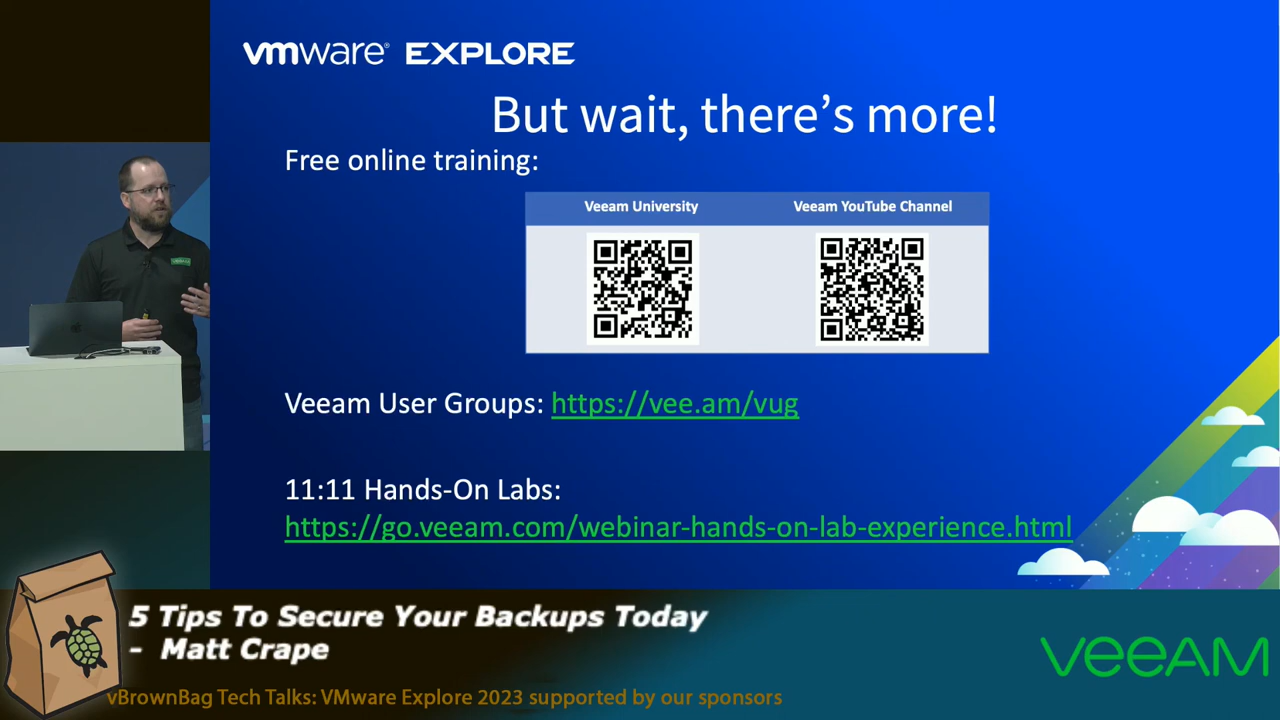 vmware® EXPLORE
But wait, there's more!
Free online training:
Veeam University
Veeam YouTube Channel
Veeam User Groups: https://vee.am/vug
11:11 Hands-On Labs:
https://go.veeam.com/webinar-hands-on-lab-experience.html
5 Tips To Secure Your Backups Today
- Matt Crape
veeAM
vBrownBag Tech Talks: VMware Explore 2023 supported by our sponsors